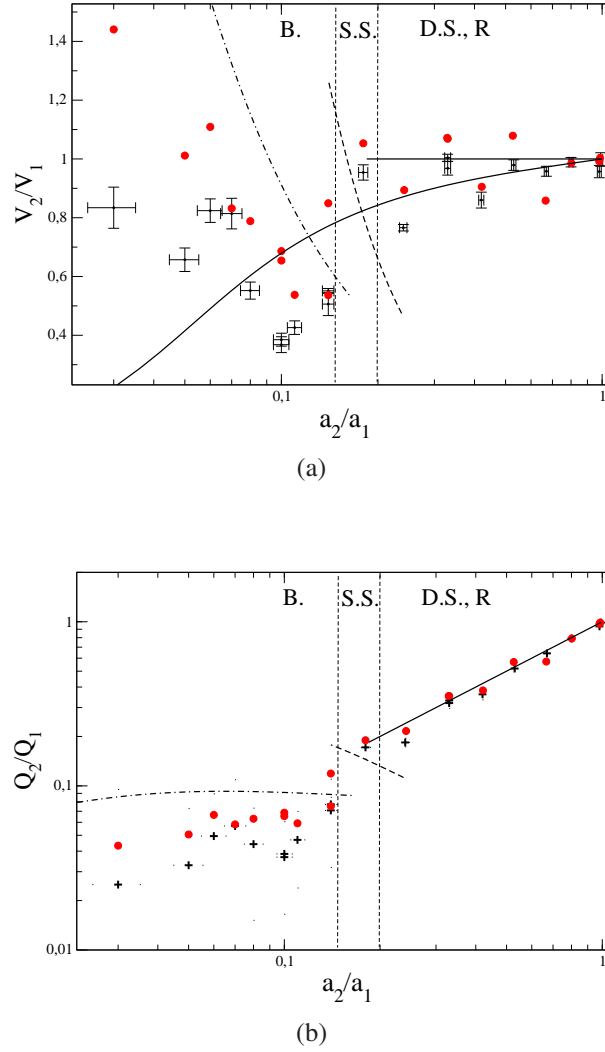 B. S.S. D.S., R
1,4
1,2
1
0,8
0,6
0,4
V2/V1
0,1 1
a2/a1
(a)
B. S.S. D.S., R
1
0,1
0,01
Q2/Q1
0,1 1
a2/a1
(b)